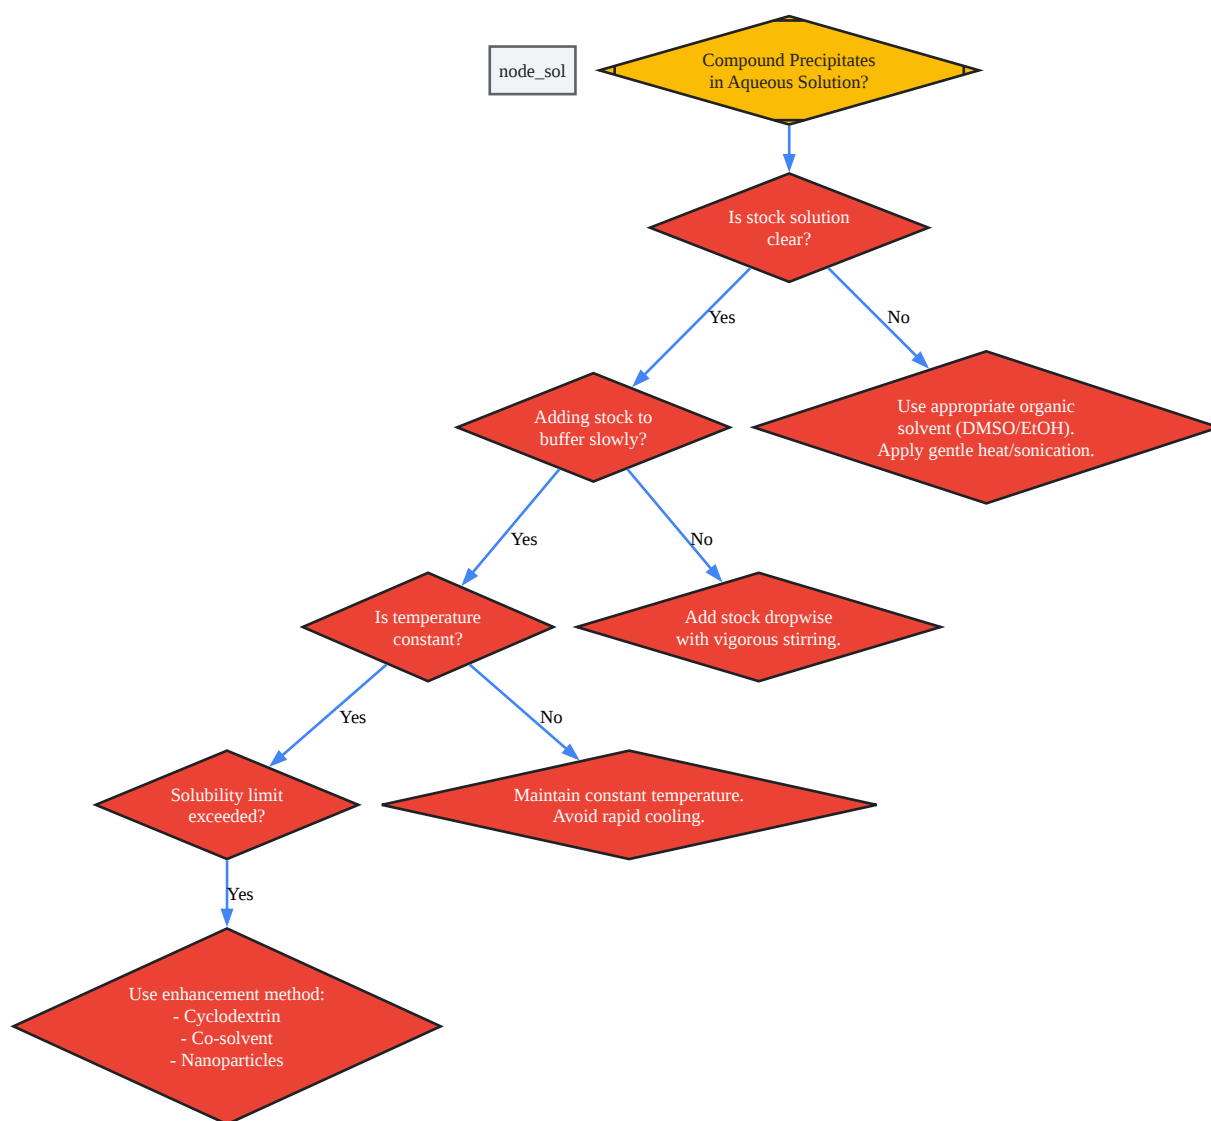 node_sol
Compound Precipitates
in Aqueous Solution?
Is stock solution
clear?
Yes
No
Adding stock to
buffer slowly?
Use appropriate organic
solvent (DMSO/EtOH).
Apply gentle heat/sonication.
Yes
No
Is temperature
constant?
Add stock dropwise
with vigorous stirring.
Yes
No
Solubility limit
exceeded?
Maintain constant temperature.
Avoid rapid cooling.
Yes
Use enhancement method:
- Cyclodextrin
- Co-solvent
- Nanoparticles